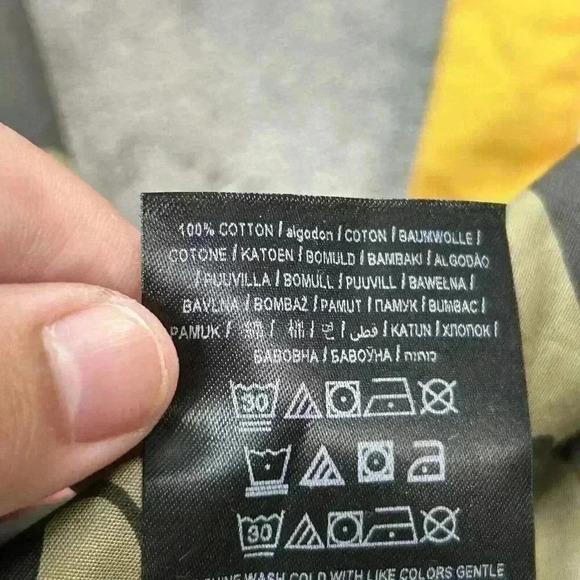 100% COTTON / algodon / COTON / BAUMWOLLE /
COTONE / KATOEN / BOMULD / BAMBAKI / ALGODÃO
/ PUUVILLA / BOMULL / PUUVILL / BAWEŁNA /
BAVLNA / BOMBAŽ / PAMUT / ПАМУК / BUMBAC /
PAMUK / 綿 / 棉 / 면 / قطن / KATUN / ХЛОПОК /
БАВОВНА / БАВОЎНА / כותנה
30
30
WASH COLD WITH LIKE COLORS GENTLE